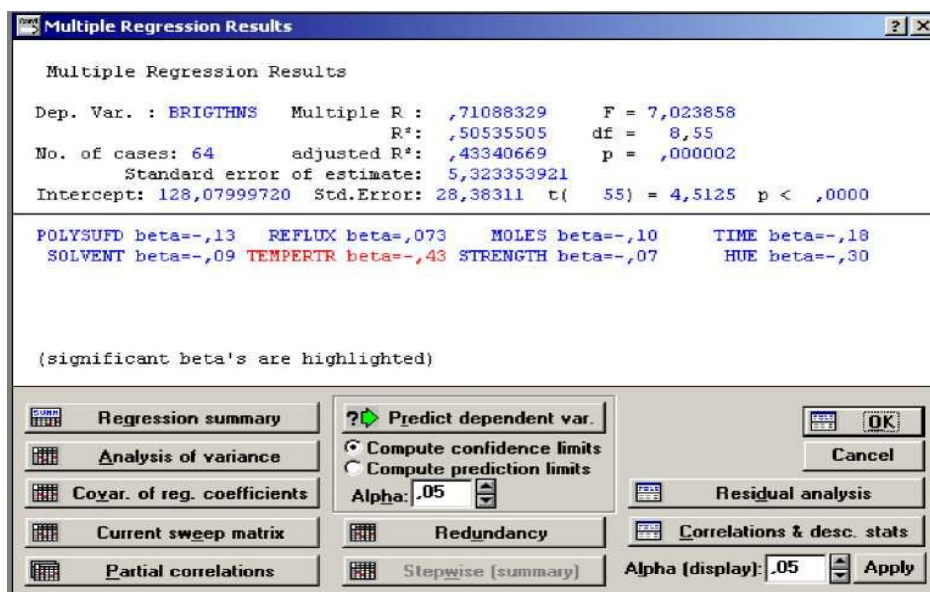 Multiple Regression Results
Multiple Regression Results
Dep. Var. : BRIGTHNS Multiple R : ,71088329 F = 7,023858
R²: ,50535505 df = 8,55
No. of cases: 64 adjusted R²: ,43340669 p = ,000002
Standard error of estimate: 5,323353921
Intercept: 128,07999720 Std.Error: 28,38311 t( 55) = 4,5125 p < ,0000
POLYSUFD beta=-,13 REFLUX beta=,073 MOLES beta=-,10 TIME beta=-,18
SOLVENT beta=-,09 TEMPERTR beta=-,43 STRENGTH beta=-,07 HUE beta=-,30
(significant beta's are highlighted)
Regression summary ? Predict dependent var. OK
Analysis of variance Compute confidence limits Cancel
Compute prediction limits
Covar. of reg. coefficients Alpha: .05 Residual analysis
Current sweep matrix Redundancy Correlations & desc. stats
Partial correlations Stepwise (summary) Alpha (display): .05 Apply